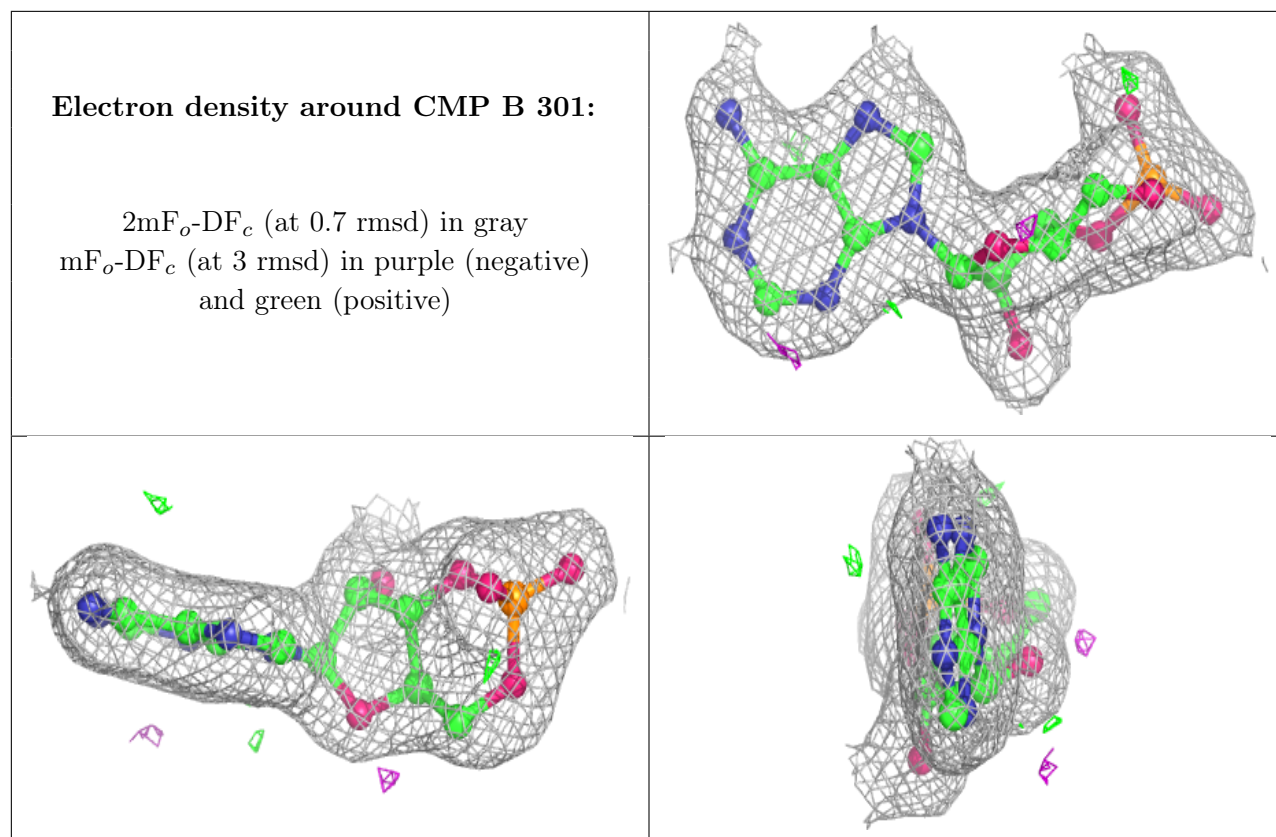 Electron density around CMP B 301:
2mFo-DFc (at 0.7 rmsd) in gray
mFo-DFc (at 3 rmsd) in purple (negative)
and green (positive)